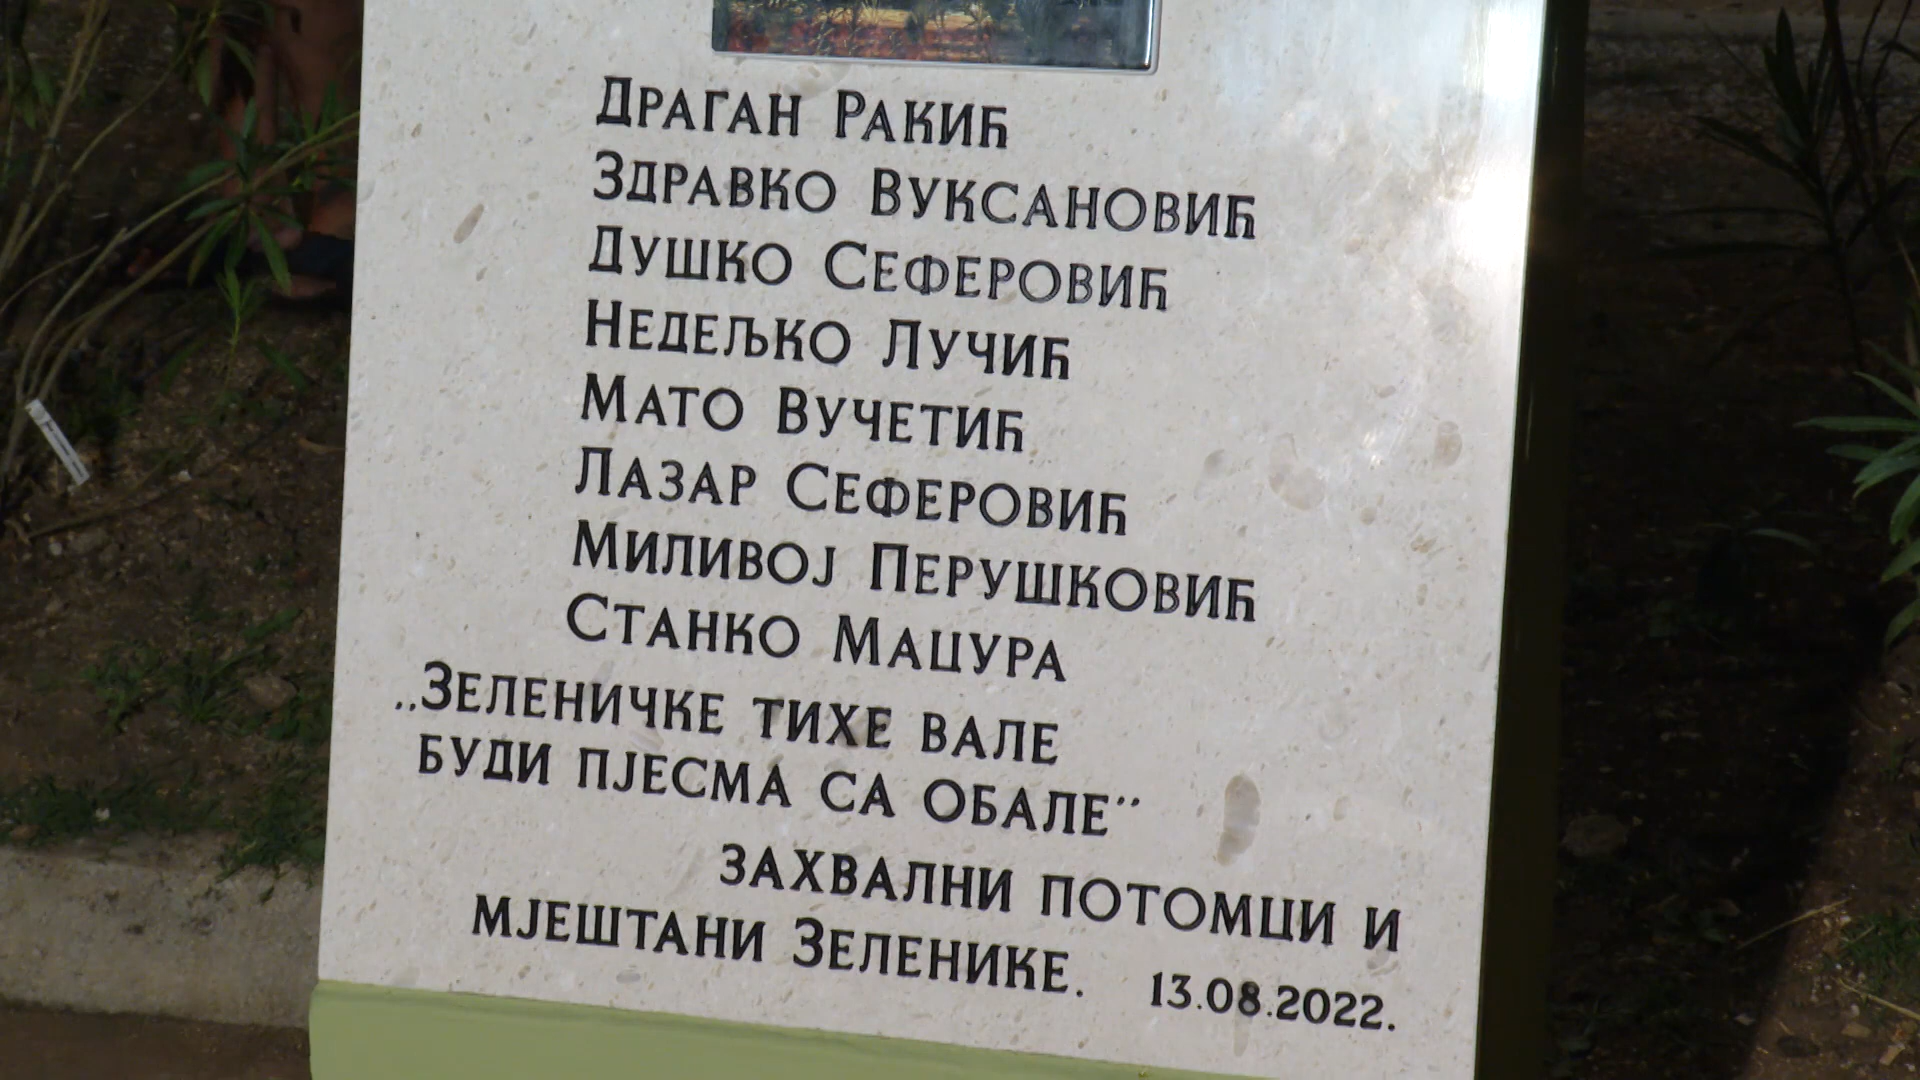 Драган Ракић
Здравко Вуксановић
Душко Сеферовић
Недељко Лучић
Мато Вучетић
Лазар Сеферовић
Миливој Перушковић
Станко Мацура
„Зеленичке тихе вале
буди пјесма са обале”
захвални потомци и
мјештани Зеленике. 13.08.2022.